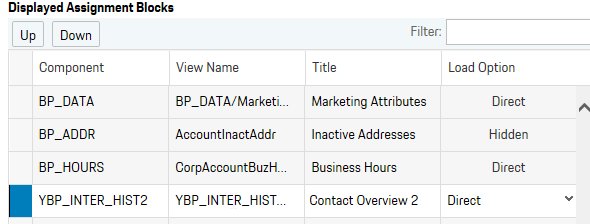 Displayed Assignment Blocks
Up Down Filter:
Component View Name Title Load Option
BP_DATA BP_DATA/Marketi... Marketing Attributes Direct
BP_ADDR AccountInactAddr Inactive Addresses Hidden
BP_HOURS CorpAccountBuzH... Business Hours Direct
YBP_INTER_HIST2 YBP_INTER_HIST... Contact Overview 2 Direct